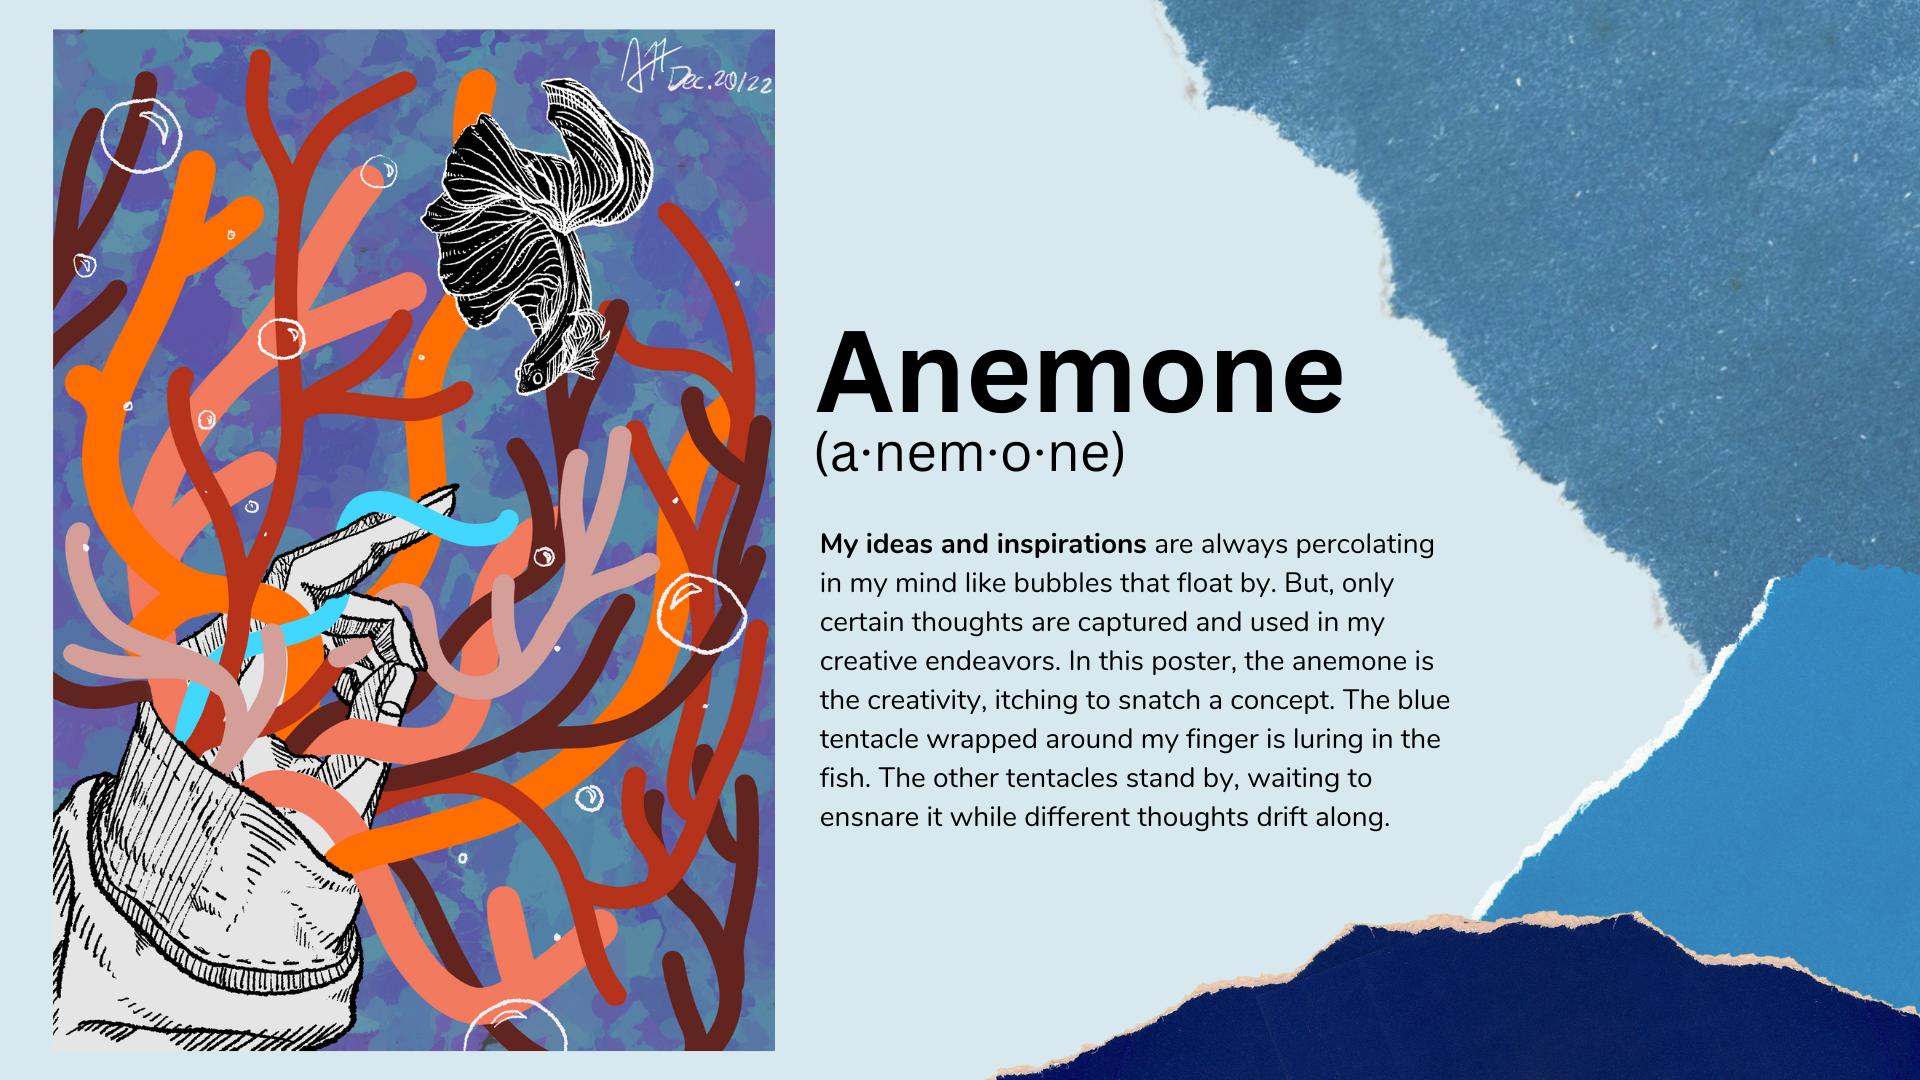 Dec. 20/22
Anemone
(a·nem·o·ne)
My ideas and inspirations are always percolating
in my mind like bubbles that float by. But, only
certain thoughts are captured and used in my
creative endeavors. In this poster, the anemone is
the creativity, itching to snatch a concept. The blue
tentacle wrapped around my finger is luring in the
fish. The other tentacles stand by, waiting to
ensnare it while different thoughts drift along.